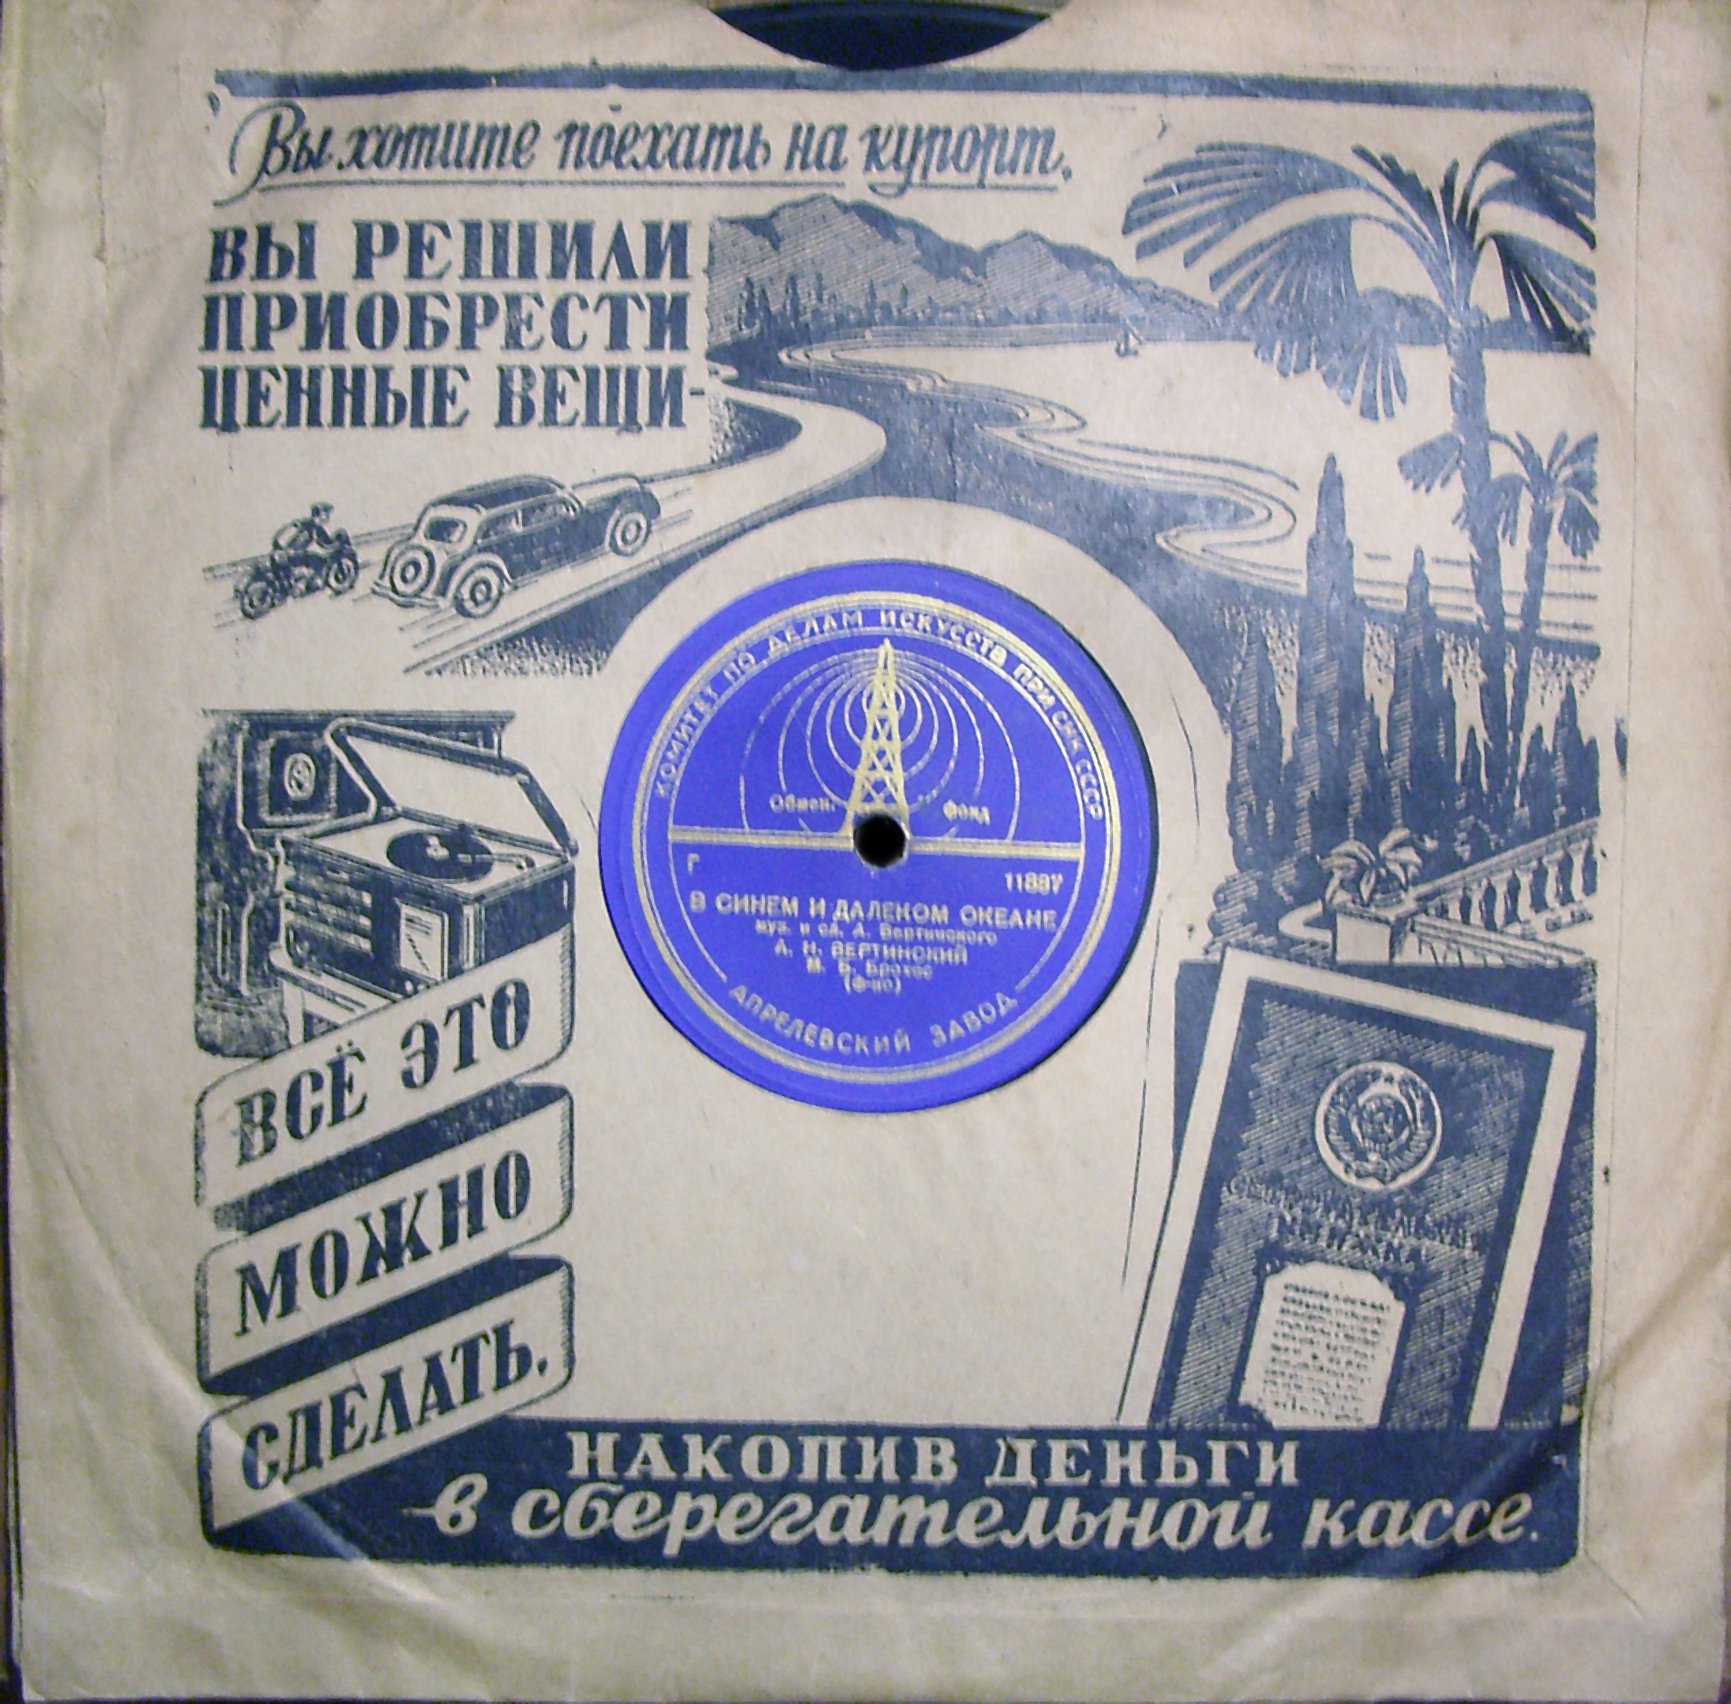 Вы хотите поехать на курорт,
ВЫ РЕШИЛИ
ПРИОБРЕСТИ
ЦЕННЫЕ ВЕЩИ-
КОМИТЕТ ПО ДЕЛАМ ИСКУССТВ ПРИ СНК СССР
Обмен. фонд
Г 11887
В СИНЕМ И ДАЛЕКОМ ОКЕАНЕ
муз. и сл. А. Вертинского
А. Н. ВЕРТИНСКИЙ
М. Б. Брохес
(ф-но)
АПРЕЛЕВСКИЙ ЗАВОД
ВСЁ ЭТО
МОЖНО
СДЕЛАТЬ,
КНИЖКА
НАКОПИВ ДЕНЬГИ
в сберегательной кассе.